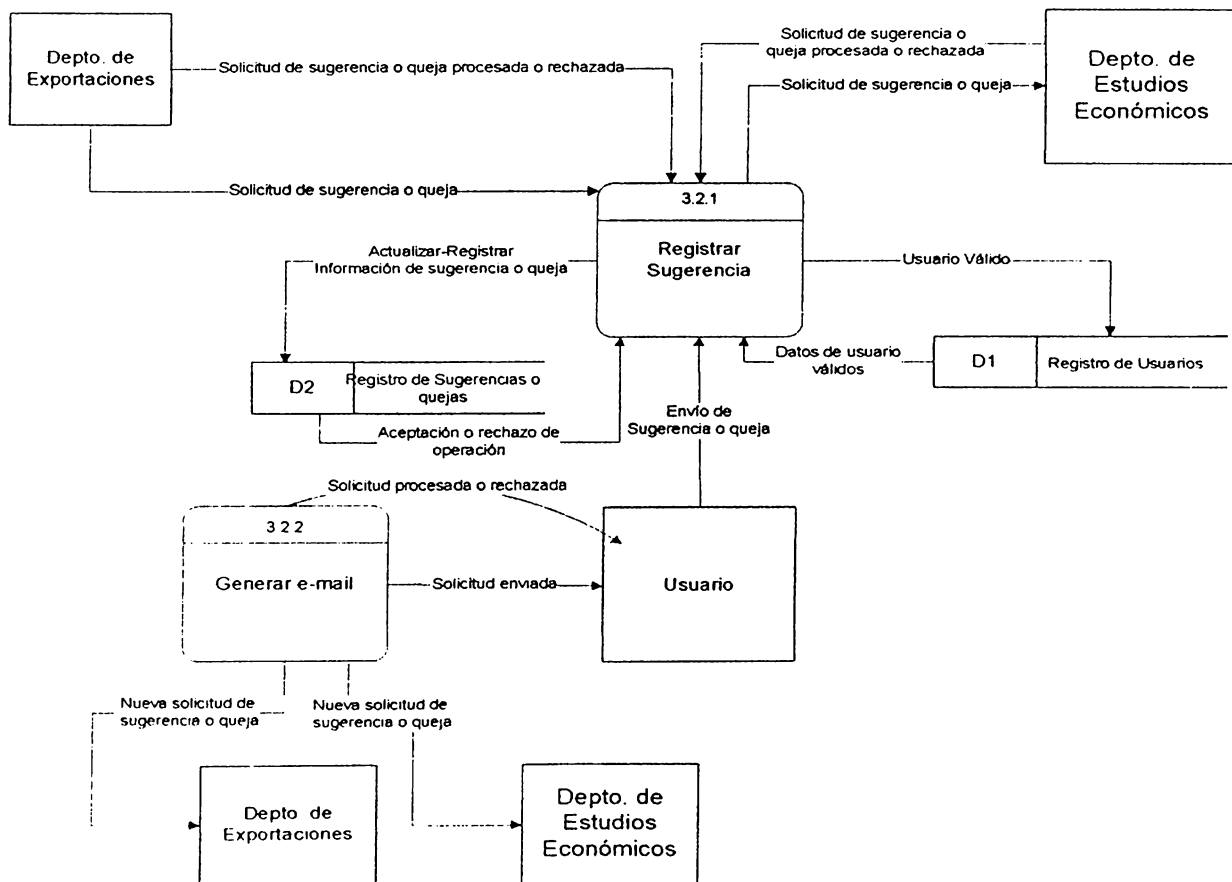 Depto. de
Exportaciones
Solicitud de sugerencia o queja procesada o rechazada
Solicitud de sugerencia o
queja procesada o rechazada
Solicitud de sugerencia o queja
Depto. de
Estudios
Económicos
Solicitud de sugerencia o queja
3.2.1
Registrar
Sugerencia
Actualizar-Registrar
Información de sugerencia o queja
Usuario Válido
D2
Registro de Sugerencias o
quejas
Datos de usuario
válidos
D1
Registro de Usuarios
Aceptación o rechazo de
operación
Envío de
Sugerencia o queja
Solicitud procesada o rechazada
3 2 2
Generar e-mail
Solicitud enviada
Usuario
Nueva solicitud de
sugerencia o queja
Nueva solicitud de
sugerencia o queja
Depto de
Exportaciones
Depto. de
Estudios
Económicos